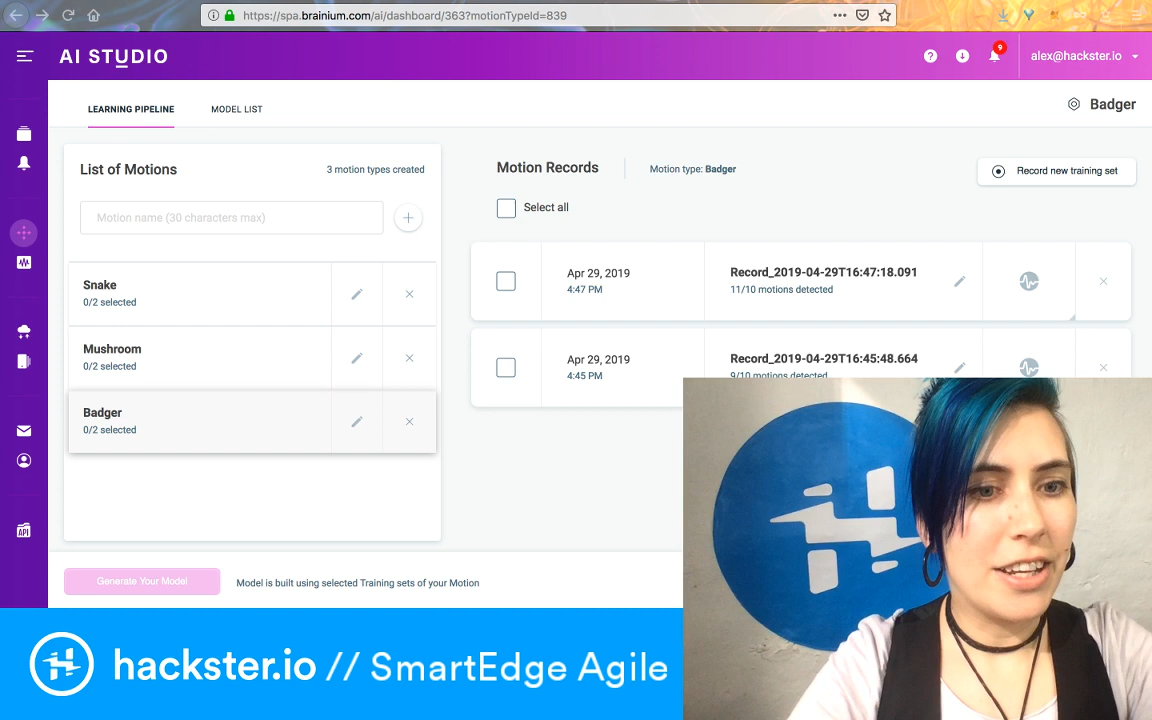 https://spa.brainium.com/ai/dashboard/363?motionTypeId=839
AI STUDIO
9
alex@hackster.io
LEARNING PIPELINE
MODEL LIST
Badger
List of Motions
3 motion types created
Motion name (30 characters max)
Snake
0/2 selected
Mushroom
0/2 selected
Badger
0/2 selected
Motion Records
Motion type: Badger
Record new training set
Select all
Apr 29, 2019
4:47 PM
Record_2019-04-29T16:47:18.091
11/10 motions detected
Apr 29, 2019
4:45 PM
Record_2019-04-29T16:45:48.664
9/10 motions detected
API
Generate Your Model
Model is built using selected Training sets of your Motion
hackster.io // SmartEdge Agile